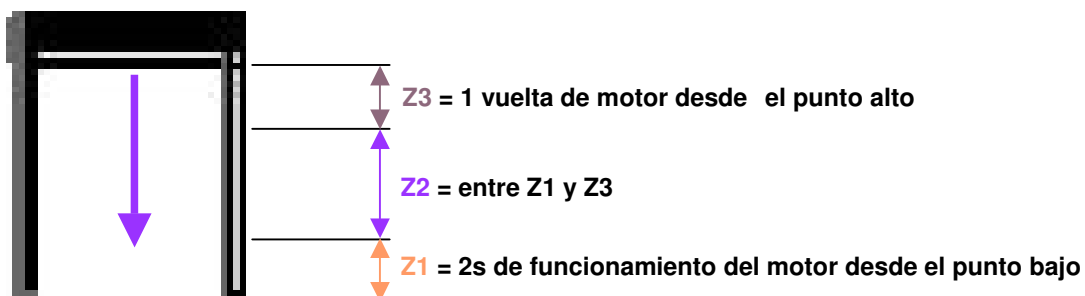 Z3 = 1 vuelta de motor desde el punto alto
Z2 = entre Z1 y Z3
Z1 = 2s de funcionamiento del motor desde el punto bajo